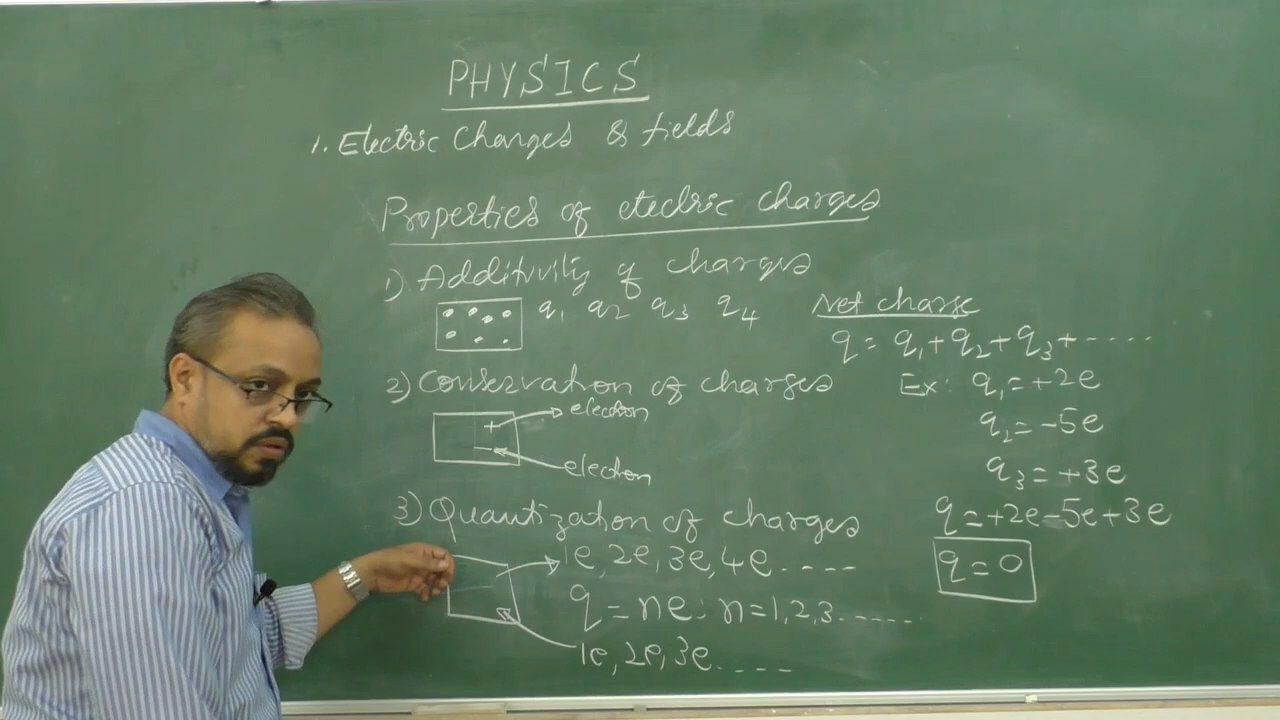 PHYSICS
1. Electric Charges & fields
Properties of electric charges
1) Additivity of charges
q1 q2 q3 q4
Net charge
q = q1+q2+q3+-----
2) Conservation of charges
+ electron
- electron
Ex: q1=+2e
q2=-5e
q3=+3e
q=+2e-5e+3e
q=0
3) Quantization of charges
1e, 2e, 3e, 4e-----
q=ne: n=1,2,3------
1e, 2e, 3e-----